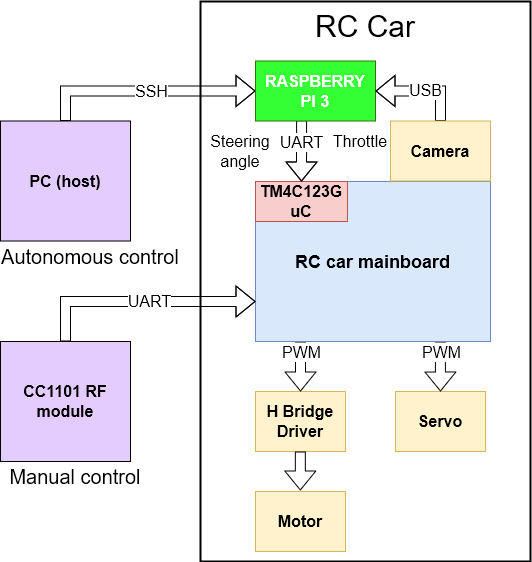 RC Car
RASPBERRY
PI 3
SSH
USB
Steering
angle
UART
Throttle
Camera
PC (host)
TM4C123G
uC
Autonomous control
RC car mainboard
UART
CC1101 RF
module
PWM
PWM
H Bridge
Driver
Servo
Manual control
Motor